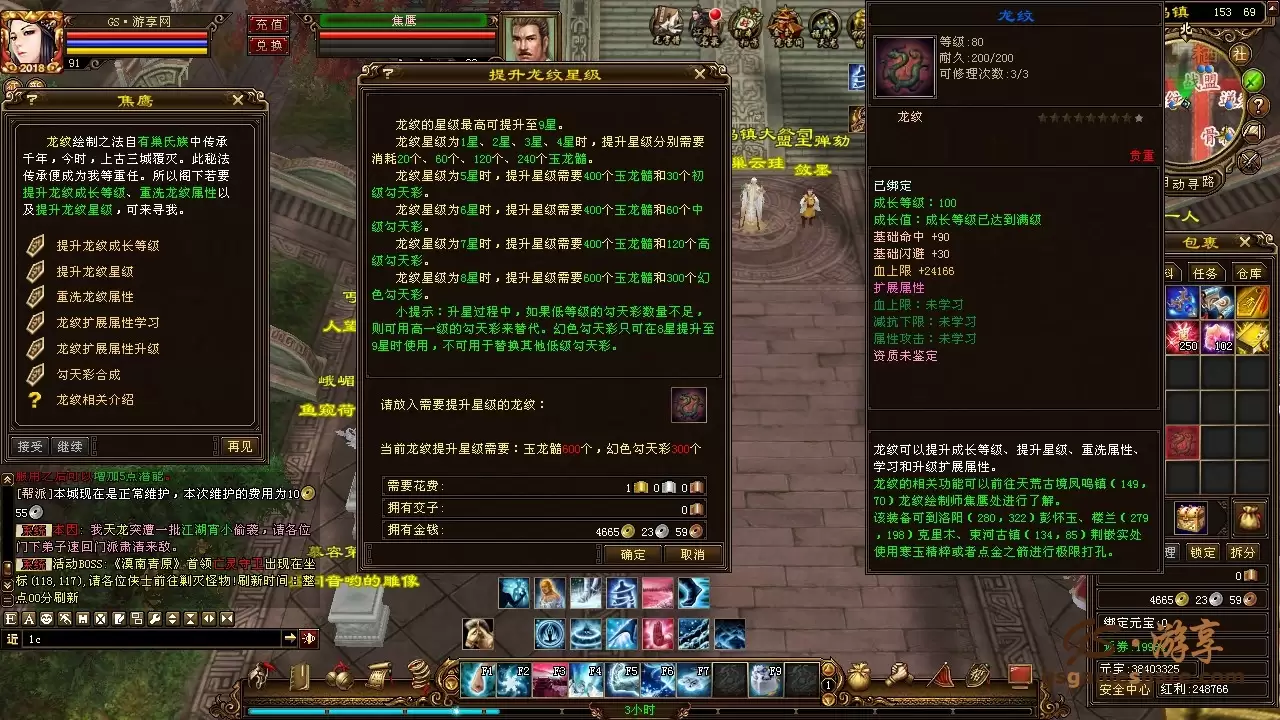 GS·游享网
91
2018
充值
兑换
焦鹰
焦鹰
龙纹绘制之法自有巢氏族中传承
千年，今时，上古三城覆灭。此秘法
传承便成为我等重任。所以阁下若要
提升龙纹成长等级、重洗龙纹属性以
及提升龙纹星级，可来寻我。
提升龙纹成长等级
提升龙纹星级
重洗龙纹属性
龙纹扩展属性学习
龙纹扩展属性升级
勾天彩合成
龙纹相关介绍
接受
继续
再见
提升龙纹星级
龙纹的星级最高可提升至9星。
龙纹星级为1星、2星、3星、4星时，提升星级分别需要
消耗20个、60个、120个、240个玉龙髓。
龙纹星级为5星时，提升星级需要400个玉龙髓和30个初
级勾天彩。
龙纹星级为6星时，提升星级需要400个玉龙髓和60个中
级勾天彩。
龙纹星级为7星时，提升星级需要400个玉龙髓和120个高
级勾天彩。
龙纹星级为8星时，提升星级需要600个玉龙髓和300个幻
色勾天彩。
小提示：升星过程中，如果低等级的勾天彩数量不足，
则可用高一级的勾天彩来替代。幻色勾天彩只可在8星提升至
9星时使用，不可用于替换其他低级勾天彩。
请放入需要提升星级的龙纹：
当前龙纹提升星级需要：玉龙髓600个，幻色勾天彩300个
需要花费：
1 0 0
拥有交子：
0
拥有金钱：
4665 23 59
确定
取消
龙纹
等级：80
耐久：200/200
可修理次数：3/3
龙纹
贵重
已绑定
成长等级：100
成长值：成长等级已达到满级
基础命中 +90
基础闪避 +30
血上限 +24166
扩展属性
血上限：未学习
减抗下限：未学习
属性攻击：未学习
资质未鉴定
龙纹可以提升成长等级、提升星级、重洗属性、
学习和升级扩展属性。
龙纹的相关功能可以前往天荒古境凤鸣镇（149，
70）龙纹绘制师焦鹰处进行了解。
该装备可到洛阳（280，322）彭怀玉、楼兰（279
，198）克里木、束河古镇（134，85）荆嵌实处
使用寒玉精粹或者点金之箭进行极限打孔。
153 69
北
动寻路
一人
包裹
任务
仓库
250
102
锁定
拆分
0
4665 23 59
绑定元宝:0
元宝:32403325
安全中心
红利:248766
游享
敛墨
峨嵋
鱼窥荷
增加5点潜能。
[帮派]本城现在是正常维护，本次维护的费用为10
55
本图：我天龙突遭一批江湖宵小偷袭，请各位
门下弟子速回门派肃清来敌。
活动BOSS：《漠南青原》首领亡灵守卫出现在坐
标(118,117),请各位侠士前往剿灭怪物!刷新时间：整
点00分刷新
近
1c
F1
F2
F3
F4
F5
F6
F7
F9
3小时